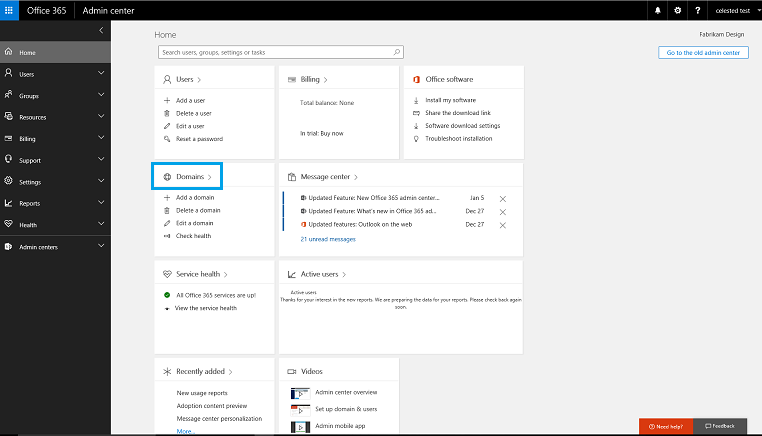 Office 365
Admin center
celested test
Home
Fabrikam Design
Search users, groups, settings or tasks
Go to the old admin center
Home
Users
Groups
Resources
Billing
Support
Settings
Reports
Health
Admin centers
Users
Add a user
Delete a user
Edit a user
Reset a password
Billing
Total balance: None
In trial: Buy now
Office software
Install my software
Share the download link
Software download settings
Troubleshoot installation
Domains
Add a domain
Delete a domain
Edit a domain
Check health
Message center
Updated Feature: New Office 365 admin center... Jan 5
Updated Feature: What's new in Office 365 ad... Dec 27
Updated features: Outlook on the web Dec 27
21 unread messages
Service health
All Office 365 services are up!
View the service health
Active users
Active users
Thanks for your interest in the new reports. We are preparing the data for your reports. Please check back again
soon.
Recently added
New usage reports
Adoption content preview
Message center personalization
More...
Videos
Admin center overview
Set up domain & users
Admin mobile app
Need help?
Feedback